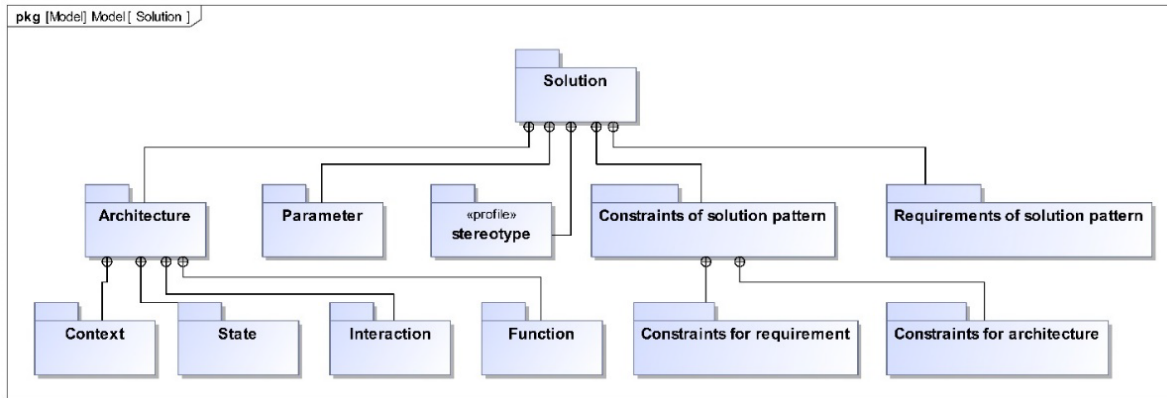 pkg [Model] Model [ Solution ]
Solution
Architecture
Parameter
«profile»
stereotype
Constraints of solution pattern
Requirements of solution pattern
Context
State
Interaction
Function
Constraints for requirement
Constraints for architecture